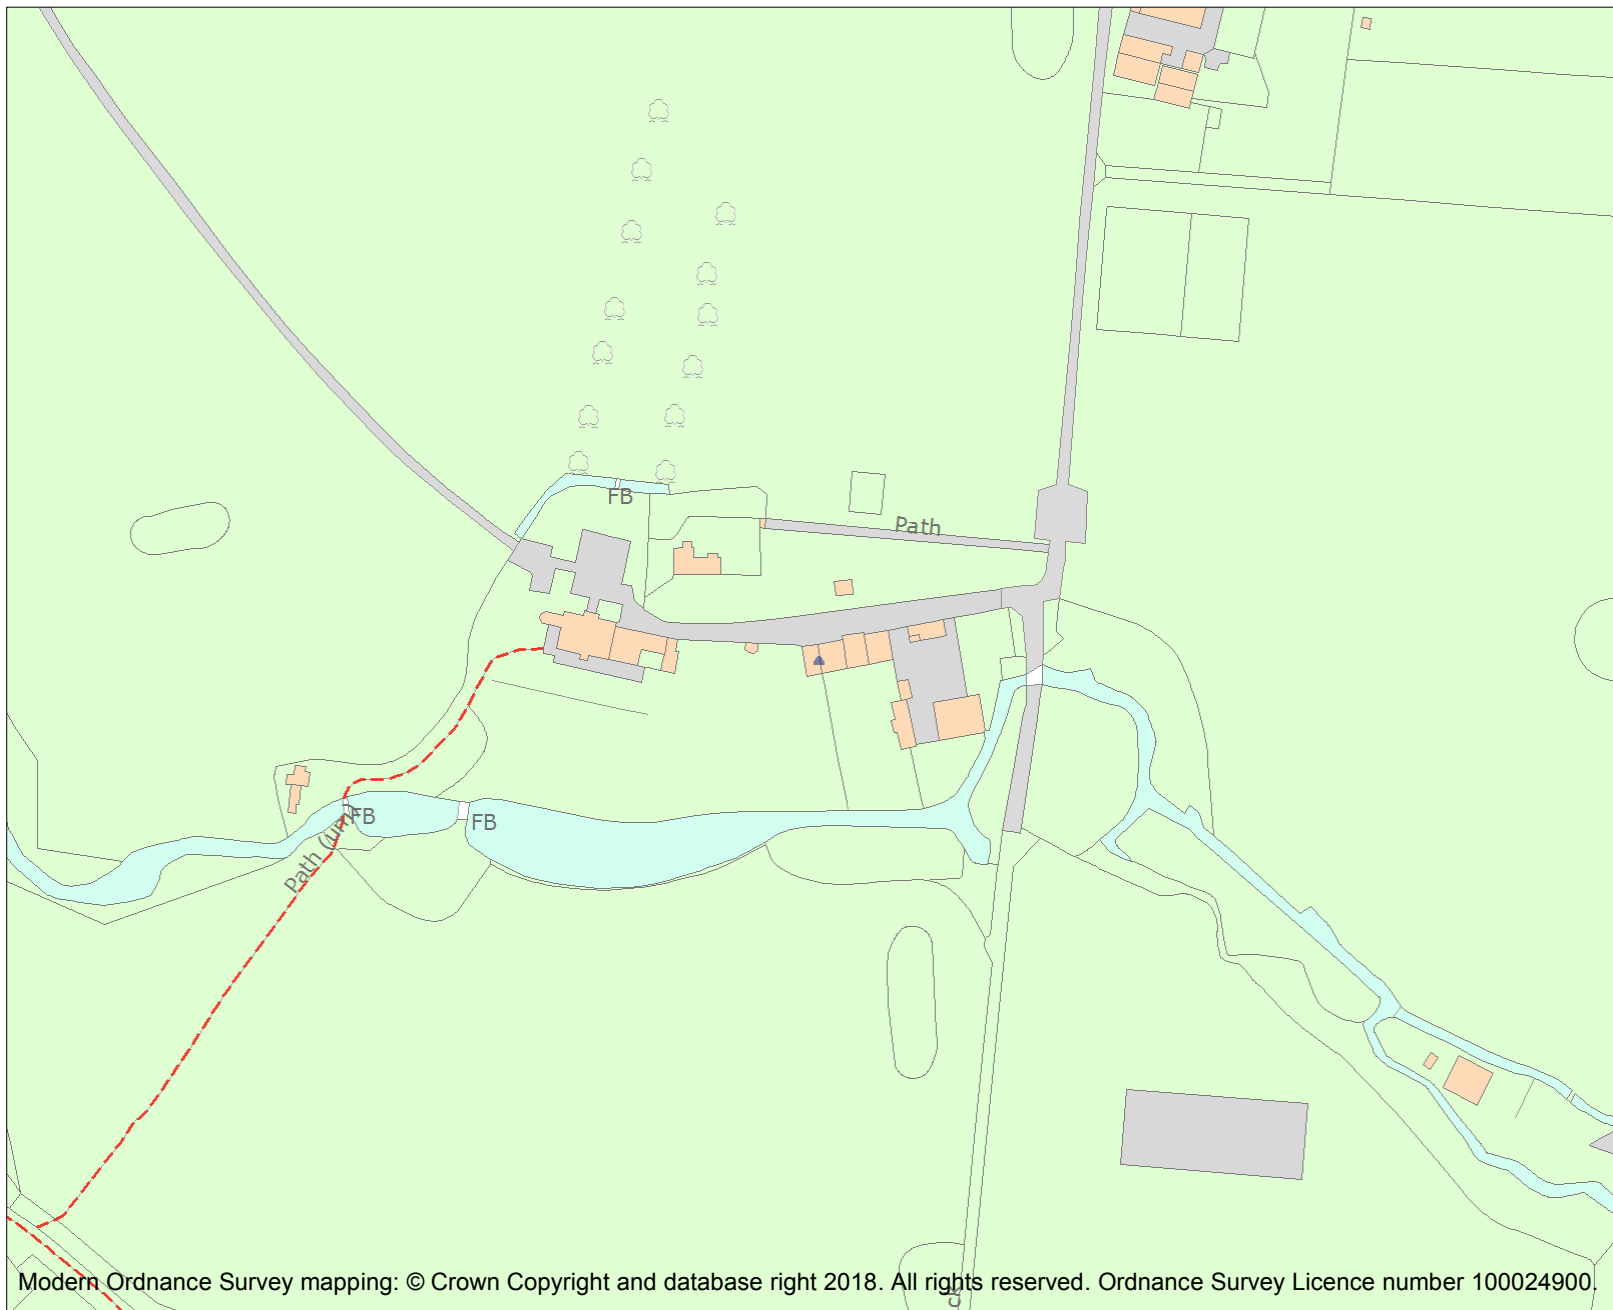 FB
Path
FB
FB
Path (um)
Modern Ordnance Survey mapping: © Crown Copyright and database right 2018. All rights reserved. Ordnance Survey Licence number 100024900.